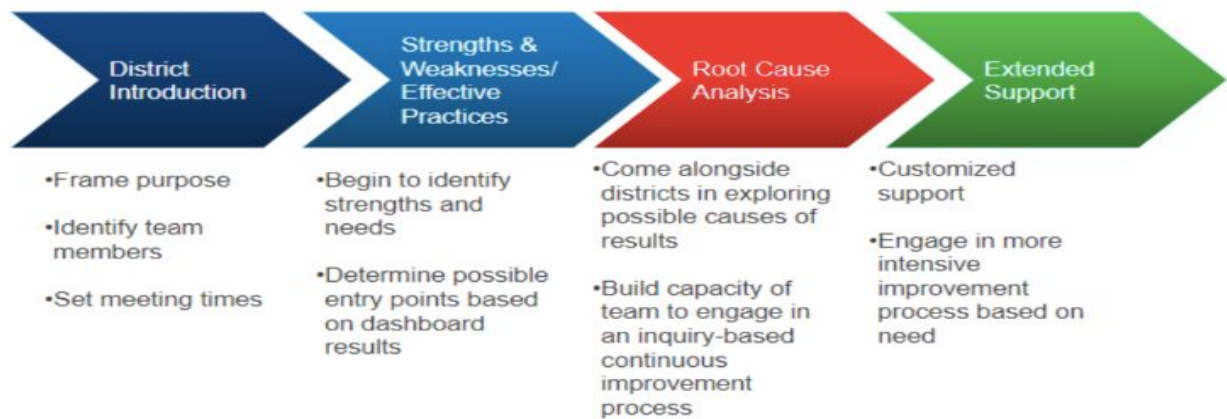 District
Introduction
Strengths &
Weaknesses/
Effective
Practices
Root Cause
Analysis
Extended
Support
•Frame purpose
•Identify team
members
•Set meeting times
•Begin to identify
strengths and
needs
•Determine possible
entry points based
on dashboard
results
•Come alongside
districts in exploring
possible causes of
results
•Build capacity of
team to engage in
an inquiry-based
continuous
improvement
process
•Customized
support
•Engage in more
intensive
improvement
process based on
need